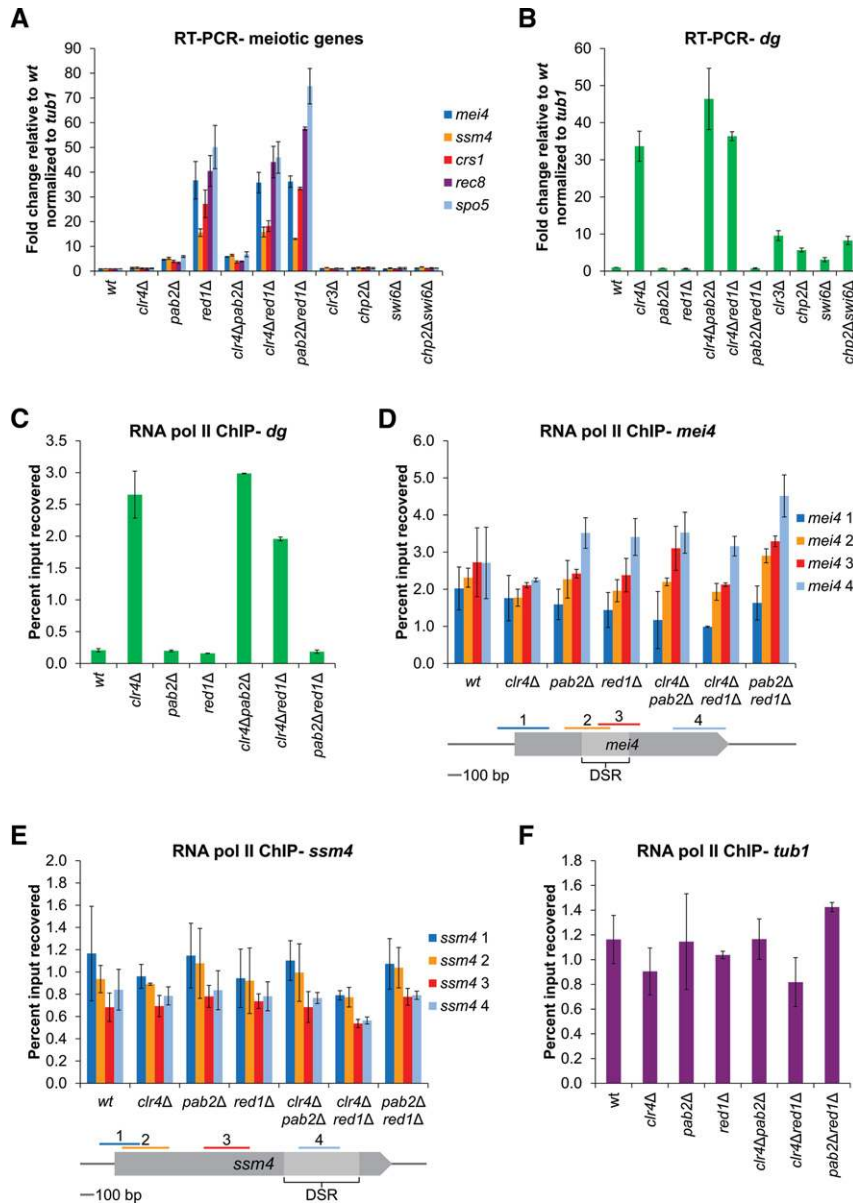 A
RT-PCR- meiotic genes
Fold change relative to wt
normalized to tub1
100
90
80
70
60
50
40
30
20
10
0
mei4
ssm4
crs1
rec8
spo5
wt
clr4Δ
pab2Δ
red1Δ
clr4Δpab2Δ
clr4Δred1Δ
pab2Δred1Δ
clr3Δ
chp2Δ
swi6Δ
chp2Δswi6Δ
B
RT-PCR- dg
Fold change relative to wt
normalized to tub1
60
50
40
30
20
10
0
wt
clr4Δ
pab2Δ
red1Δ
clr4Δpab2Δ
clr4Δred1Δ
pab2Δred1Δ
clr3Δ
chp2Δ
swi6Δ
chp2Δswi6Δ
C
RNA pol II ChIP- dg
Percent input recovered
3.5
3.0
2.5
2.0
1.5
1.0
0.5
0.0
wt
clr4Δ
pab2Δ
red1Δ
clr4Δpab2Δ
clr4Δred1Δ
pab2Δred1Δ
D
RNA pol II ChIP- mei4
Percent input recovered
6.0
5.0
4.0
3.0
2.0
1.0
0.0
mei4 1
mei4 2
mei4 3
mei4 4
wt
clr4Δ
pab2Δ
red1Δ
clr4Δ
pab2Δ
clr4Δ
red1Δ
pab2Δ
red1Δ
1
2
3
4
mei4
100 bp
DSR
E
RNA pol II ChIP- ssm4
Percent input recovered
2.0
1.8
1.6
1.4
1.2
1.0
0.8
0.6
0.4
0.2
0.0
ssm4 1
ssm4 2
ssm4 3
ssm4 4
wt
clr4Δ
pab2Δ
red1Δ
clr4Δ
pab2Δ
clr4Δ
red1Δ
pab2Δ
red1Δ
1
2
3
4
ssm4
100 bp
DSR
F
RNA pol II ChIP- tub1
Percent input recovered
1.8
1.6
1.4
1.2
1.0
0.8
0.6
0.4
0.2
0.0
wt
clr4Δ
pab2Δ
red1Δ
clr4Δpab2Δ
clr4Δred1Δ
pab2Δred1Δ